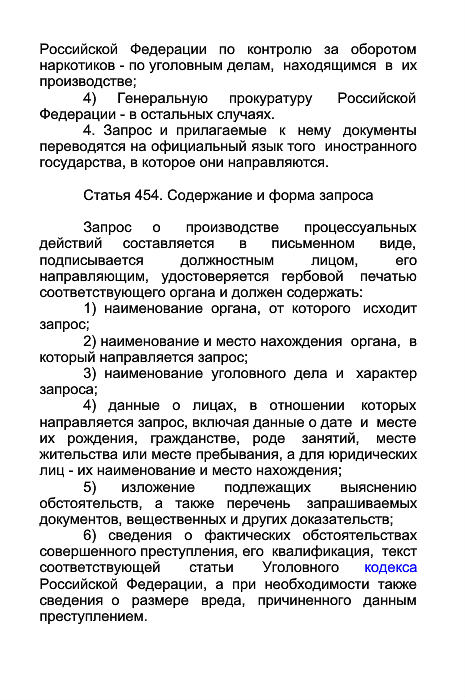 Российской Федерации по контролю за оборотом
наркотиков - по уголовным делам, находящимся в их
производстве;
4) Генеральную прокуратуру Российской
Федерации - в остальных случаях.
4. Запрос и прилагаемые к нему документы
переводятся на официальный язык того иностранного
государства, в которое они направляются.
Статья 454. Содержание и форма запроса
Запрос о производстве процессуальных
действий составляется в письменном виде,
подписывается должностным лицом, его
направляющим, удостоверяется гербовой печатью
соответствующего органа и должен содержать:
1) наименование органа, от которого исходит
запрос;
2) наименование и место нахождения органа, в
который направляется запрос;
3) наименование уголовного дела и характер
запроса;
4) данные о лицах, в отношении которых
направляется запрос, включая данные о дате и месте
их рождения, гражданстве, роде занятий, месте
жительства или месте пребывания, а для юридических
лиц - их наименование и место нахождения;
5) изложение подлежащих выяснению
обстоятельств, а также перечень запрашиваемых
документов, вещественных и других доказательств;
6) сведения о фактических обстоятельствах
совершенного преступления, его квалификация, текст
соответствующей статьи Уголовного кодекса
Российской Федерации, а при необходимости также
сведения о размере вреда, причиненного данным
преступлением.